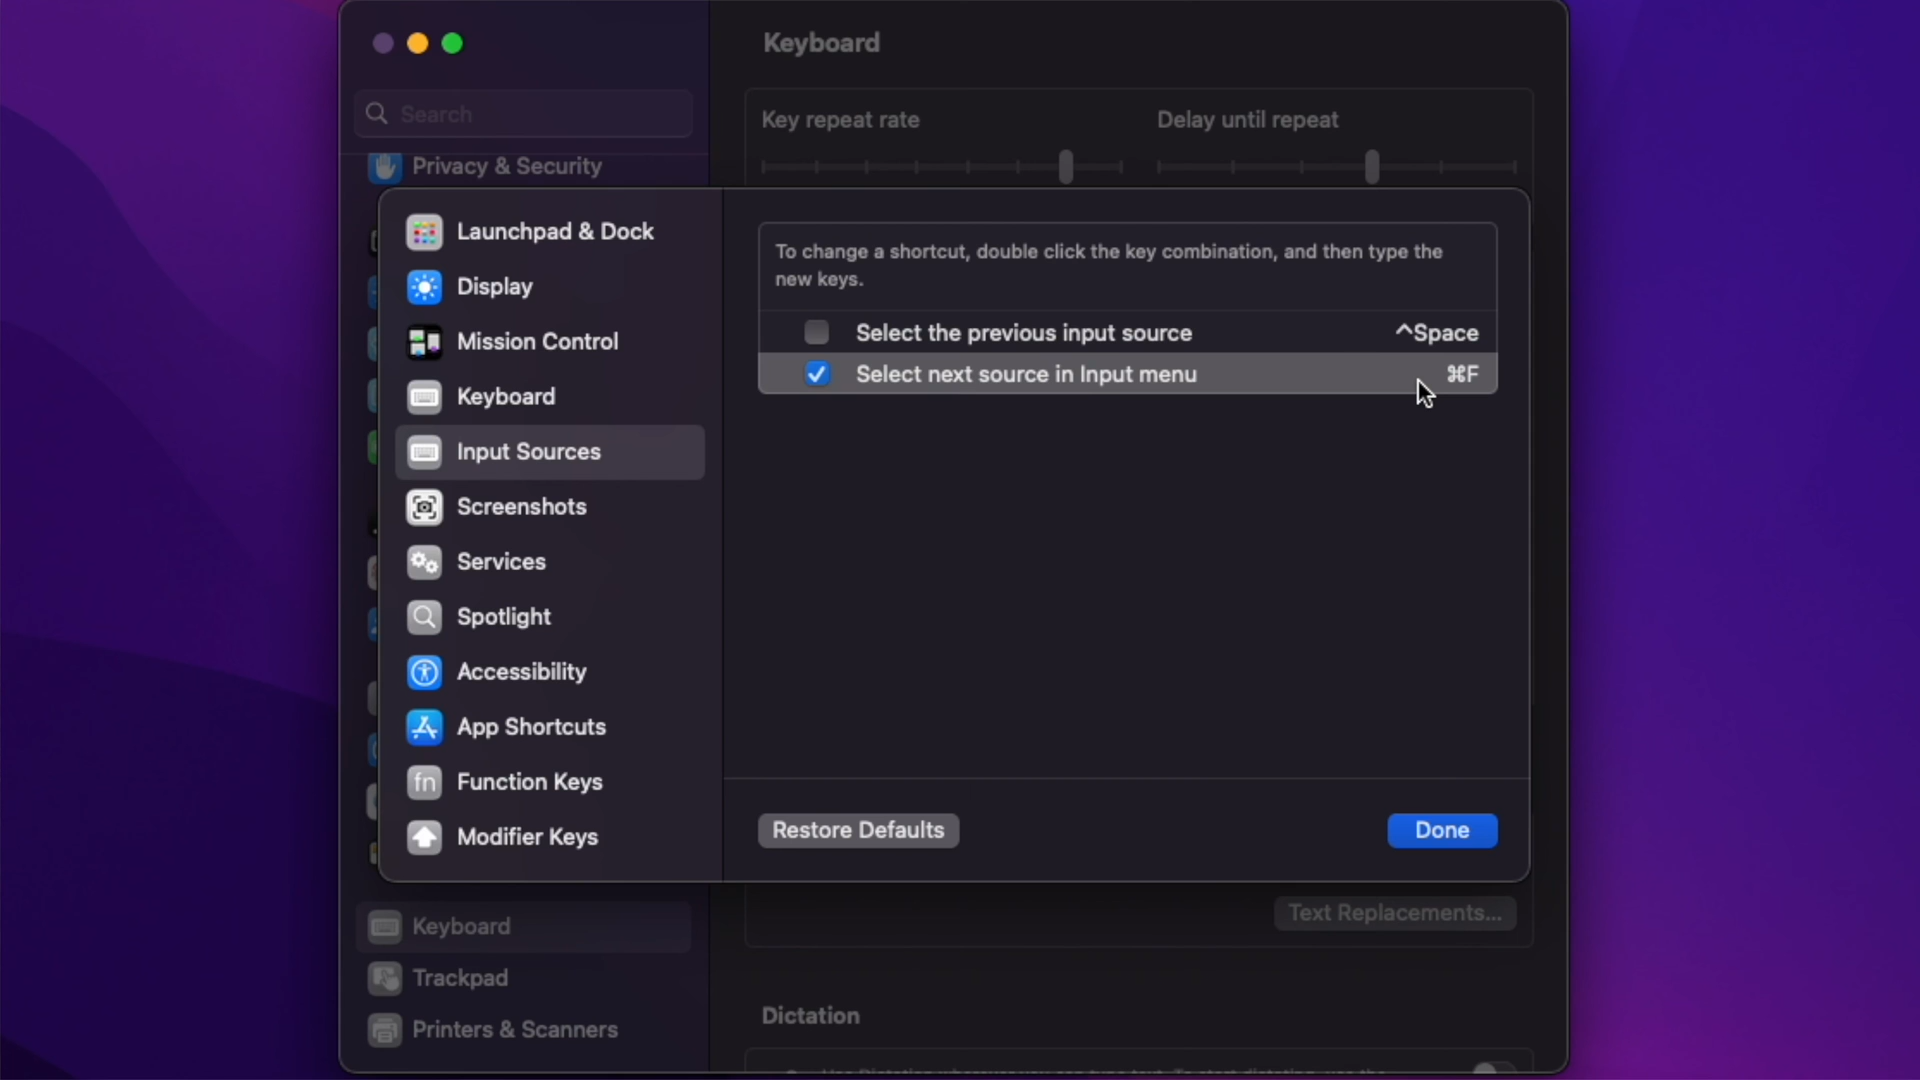 Keyboard
Search
Key repeat rate
Delay until repeat
Privacy & Security
Launchpad & Dock
Display
Mission Control
Keyboard
Input Sources
Screenshots
Services
Spotlight
Accessibility
App Shortcuts
fn Function Keys
Modifier Keys
To change a shortcut, double click the key combination, and then type the
new keys.
Select the previous input source ^Space
Select next source in Input menu ⌘F
Restore Defaults
Done
Text Replacements...
Keyboard
Trackpad
Printers & Scanners
Dictation